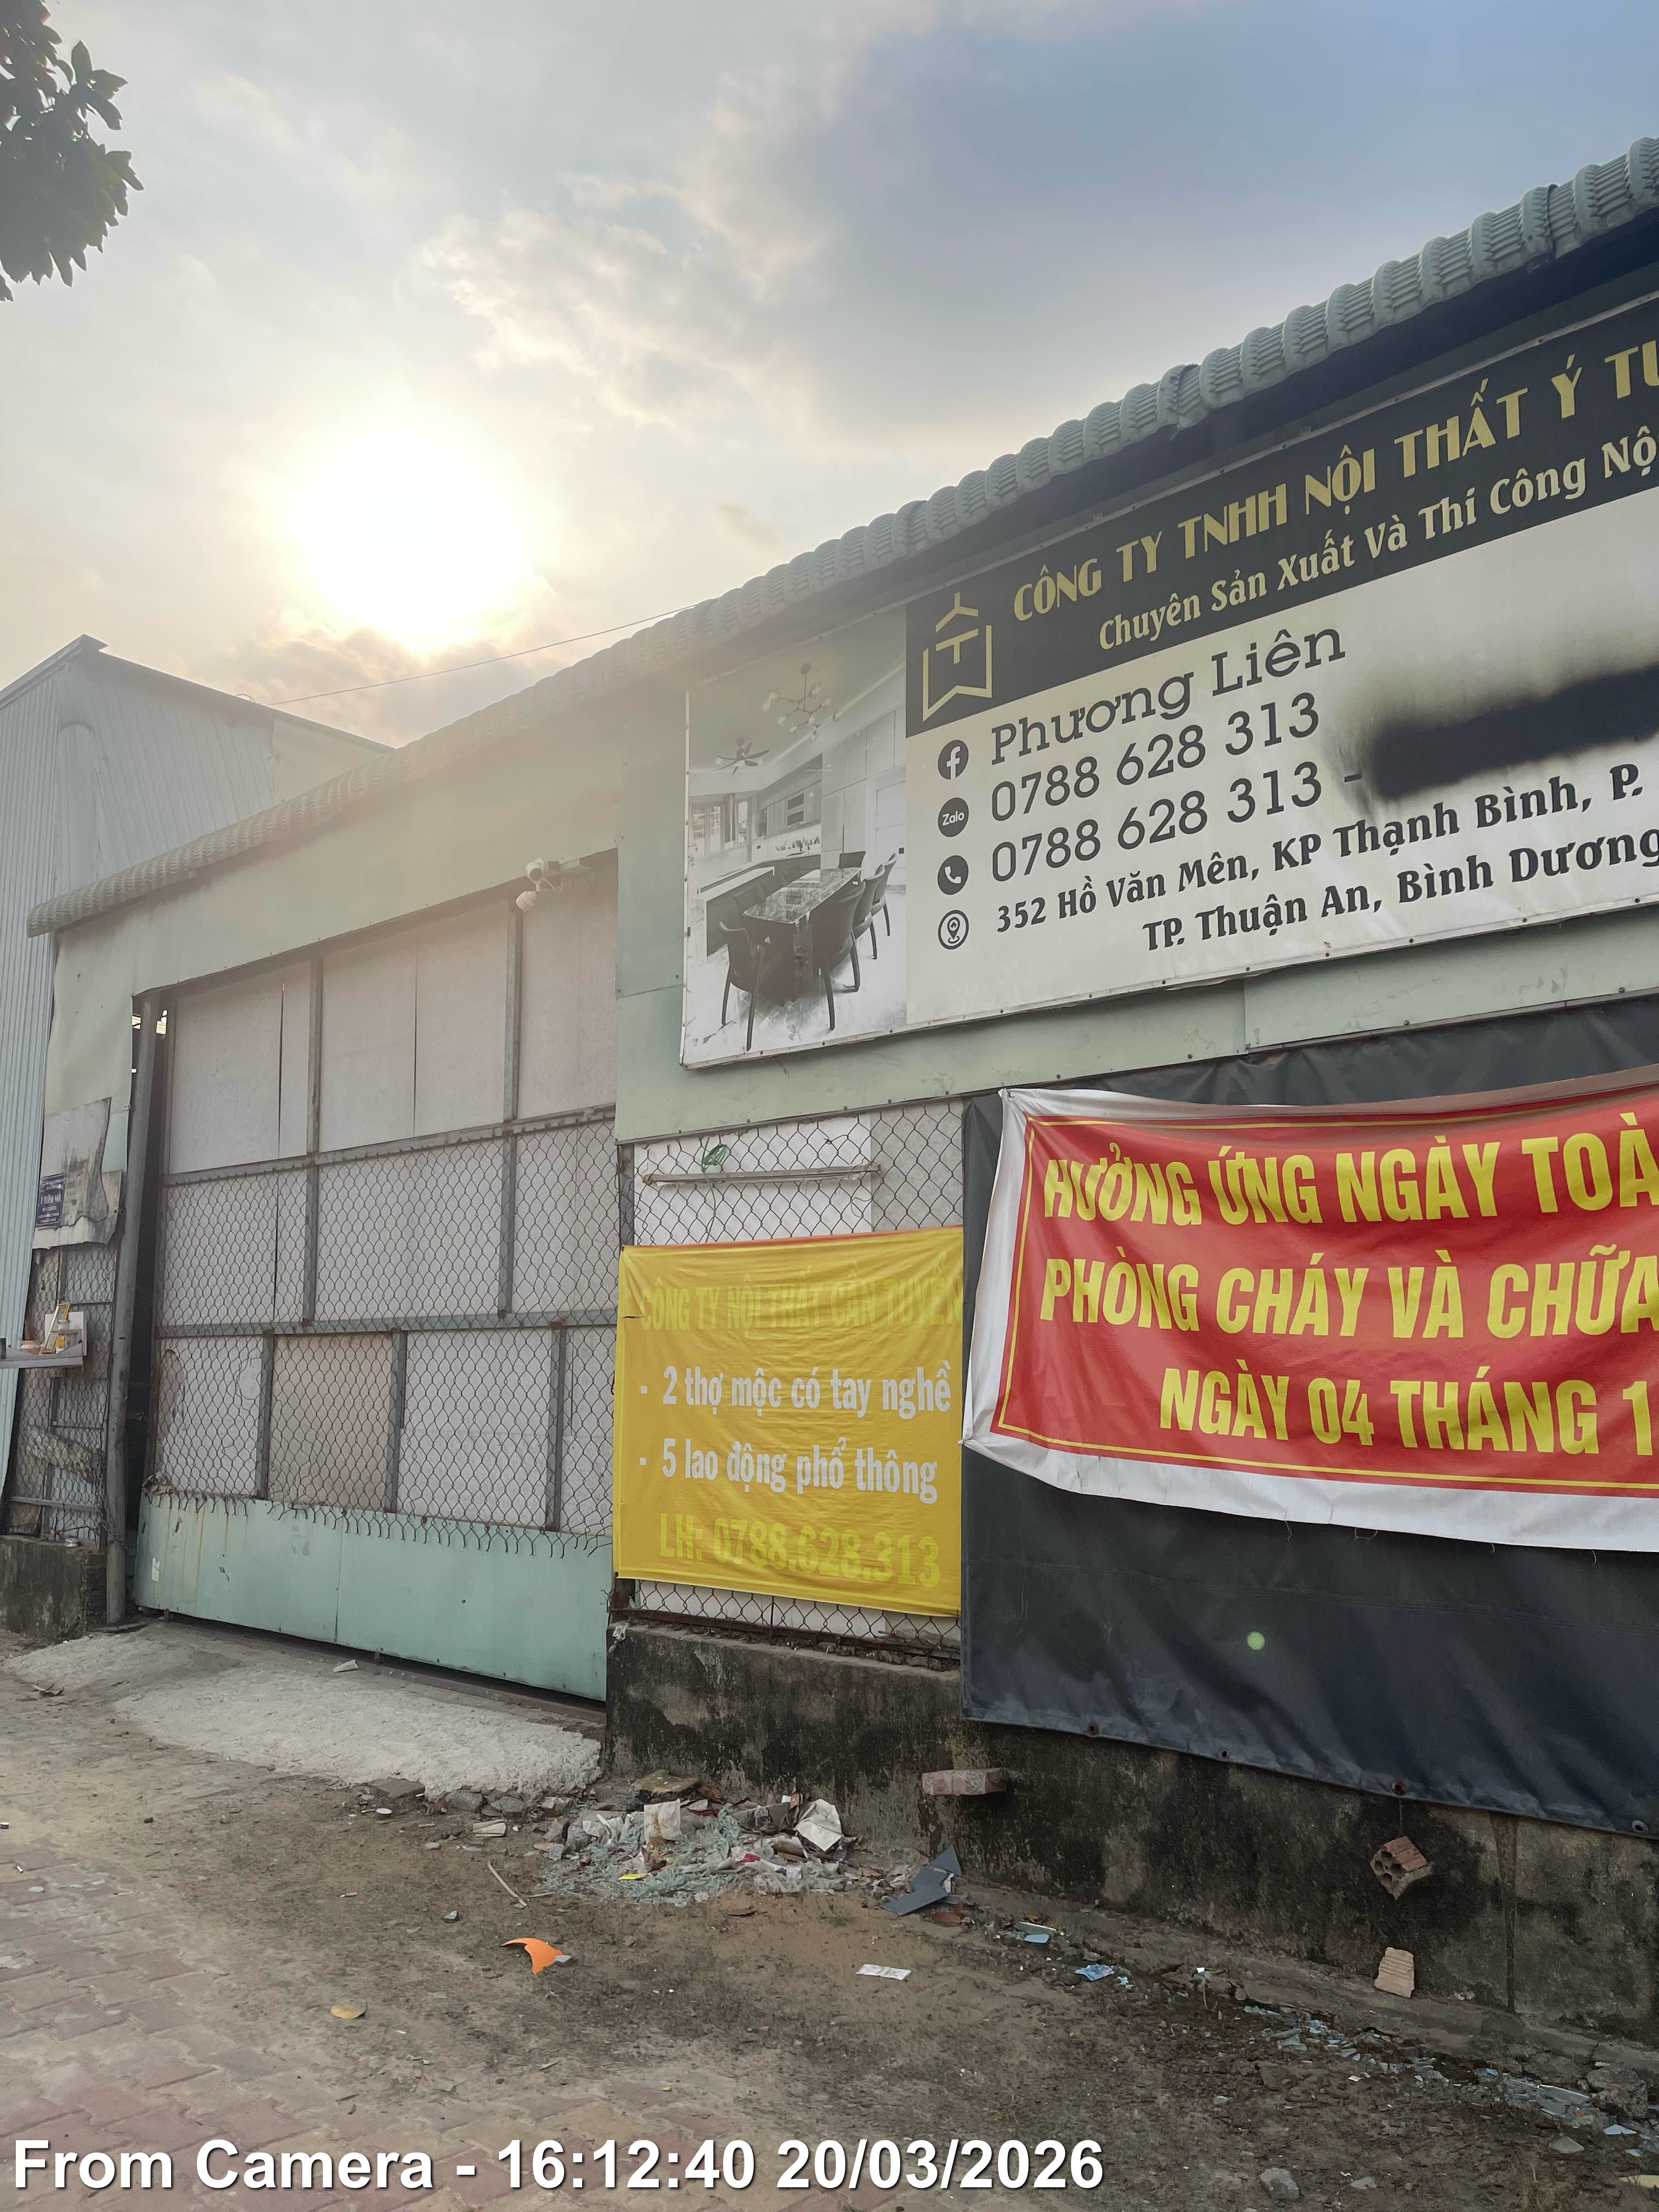 CÔNG TY TNHH NỘI THẤT Ý
Chuyên Sản Xuất Và Thi Công
Phương Liên
Zalo 0788 628 313
0788 628 313 -
352 Hồ Văn Mên, KP Thạnh Bình, P.
TP. Thuận An, Bình Dương
HƯỞNG ỨNG NGÀY
PHÒNG CHÁY VÀ CHỮA
NGÀY 04 THÁNG 1
CÔNG TY NỘI THẤT CẦN TUYỂN
- 2 thợ mộc có tay nghề
- 5 lao động phổ thông
LH: 0788.628.313
From Camera - 16:12:40 20/03/2026